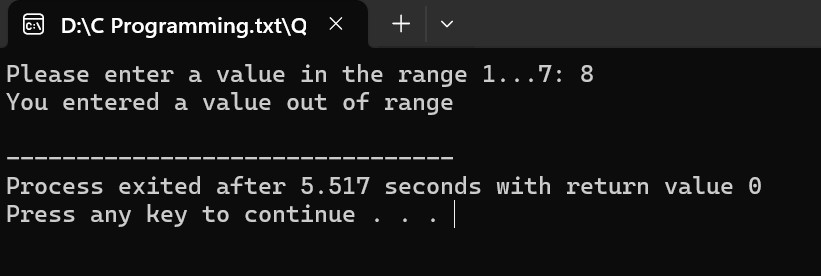 D:\C Programming.txt\Q
Please enter a value in the range 1...7: 8
You entered a value out of range
--------------------------------
Process exited after 5.517 seconds with return value 0
Press any key to continue . . .